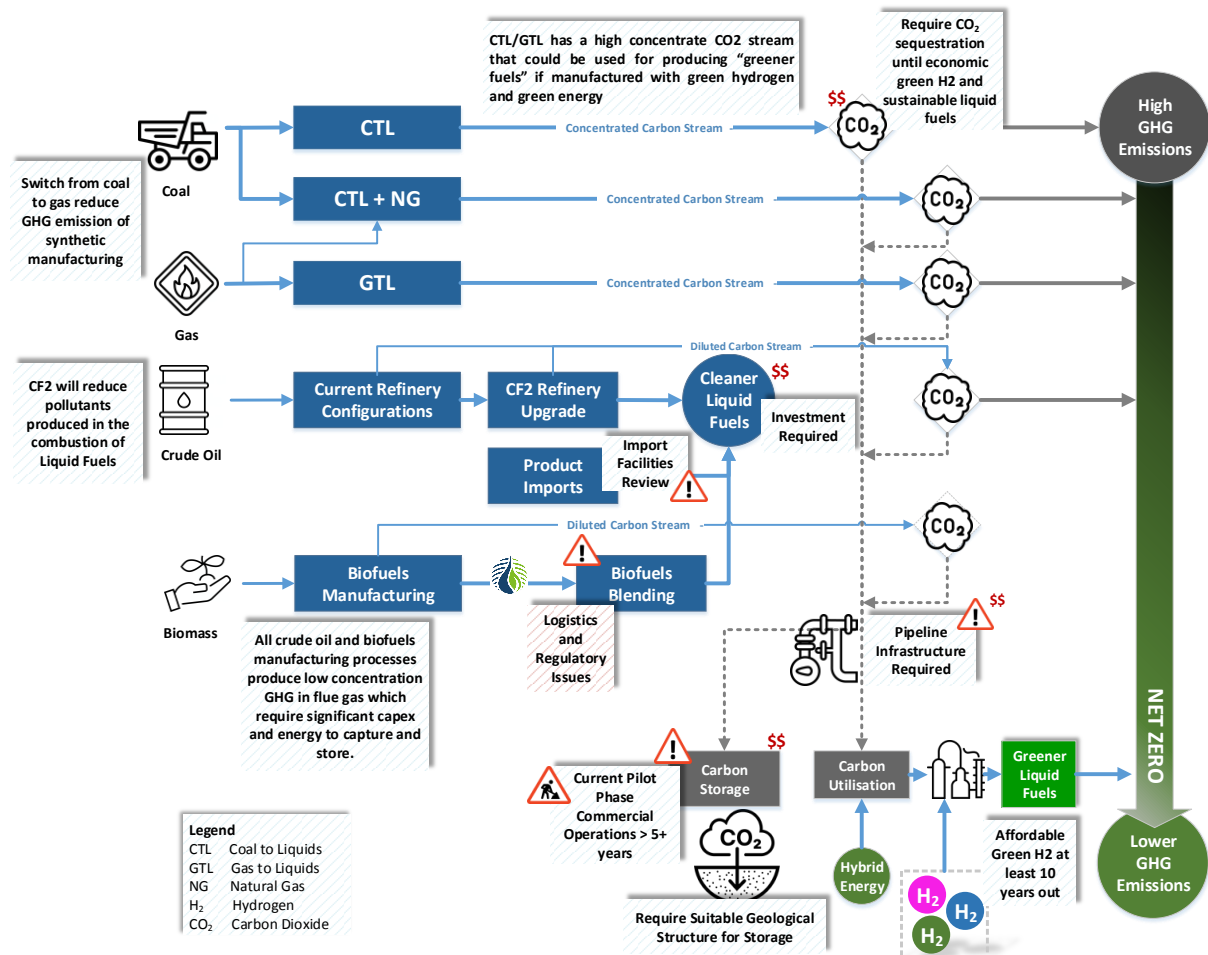 CTL/GTL has a high concentrate CO2 stream
that could be used for producing “greener
fuels” if manufactured with green hydrogen
and green energy
Require CO₂
sequestration
until economic
green H2 and
sustainable liquid
fuels
High
GHG
Emissions
Coal
CTL
Concentrated Carbon Stream
$$
CO₂
Switch from coal
to gas reduce
GHG emission of
synthetic
manufacturing
CTL + NG
Concentrated Carbon Stream
CO₂
Gas
GTL
Concentrated Carbon Stream
CO₂
CF2 will reduce
pollutants
produced in the
combustion of
Liquid Fuels
Crude Oil
Current Refinery
Configurations
CF2 Refinery
Upgrade
Diluted Carbon Stream
Cleaner
Liquid
Fuels
$$
Investment
Required
CO₂
Product
Imports
Import
Facilities
Review
!
Diluted Carbon Stream
CO₂
Biomass
Biofuels
Manufacturing
!
Biofuels
Blending
Logistics
and
Regulatory
Issues
All crude oil and biofuels
manufacturing processes
produce low concentration
GHG in flue gas which
require significant capex
and energy to capture and
store.
!
$$
Pipeline
Infrastructure
Required
NET ZERO
!
$$
Carbon
Storage
Current Pilot
Phase
Commercial
Operations > 5+
years
CO₂
Require Suitable Geological
Structure for Storage
Carbon
Utilisation
Greener
Liquid
Fuels
Hybrid
Energy
Affordable
Green H2 at
least 10
years out
H₂
H₂
H₂
Lower
GHG
Emissions
Legend
CTL Coal to Liquids
GTL Gas to Liquids
NG Natural Gas
H₂ Hydrogen
CO₂ Carbon Dioxide